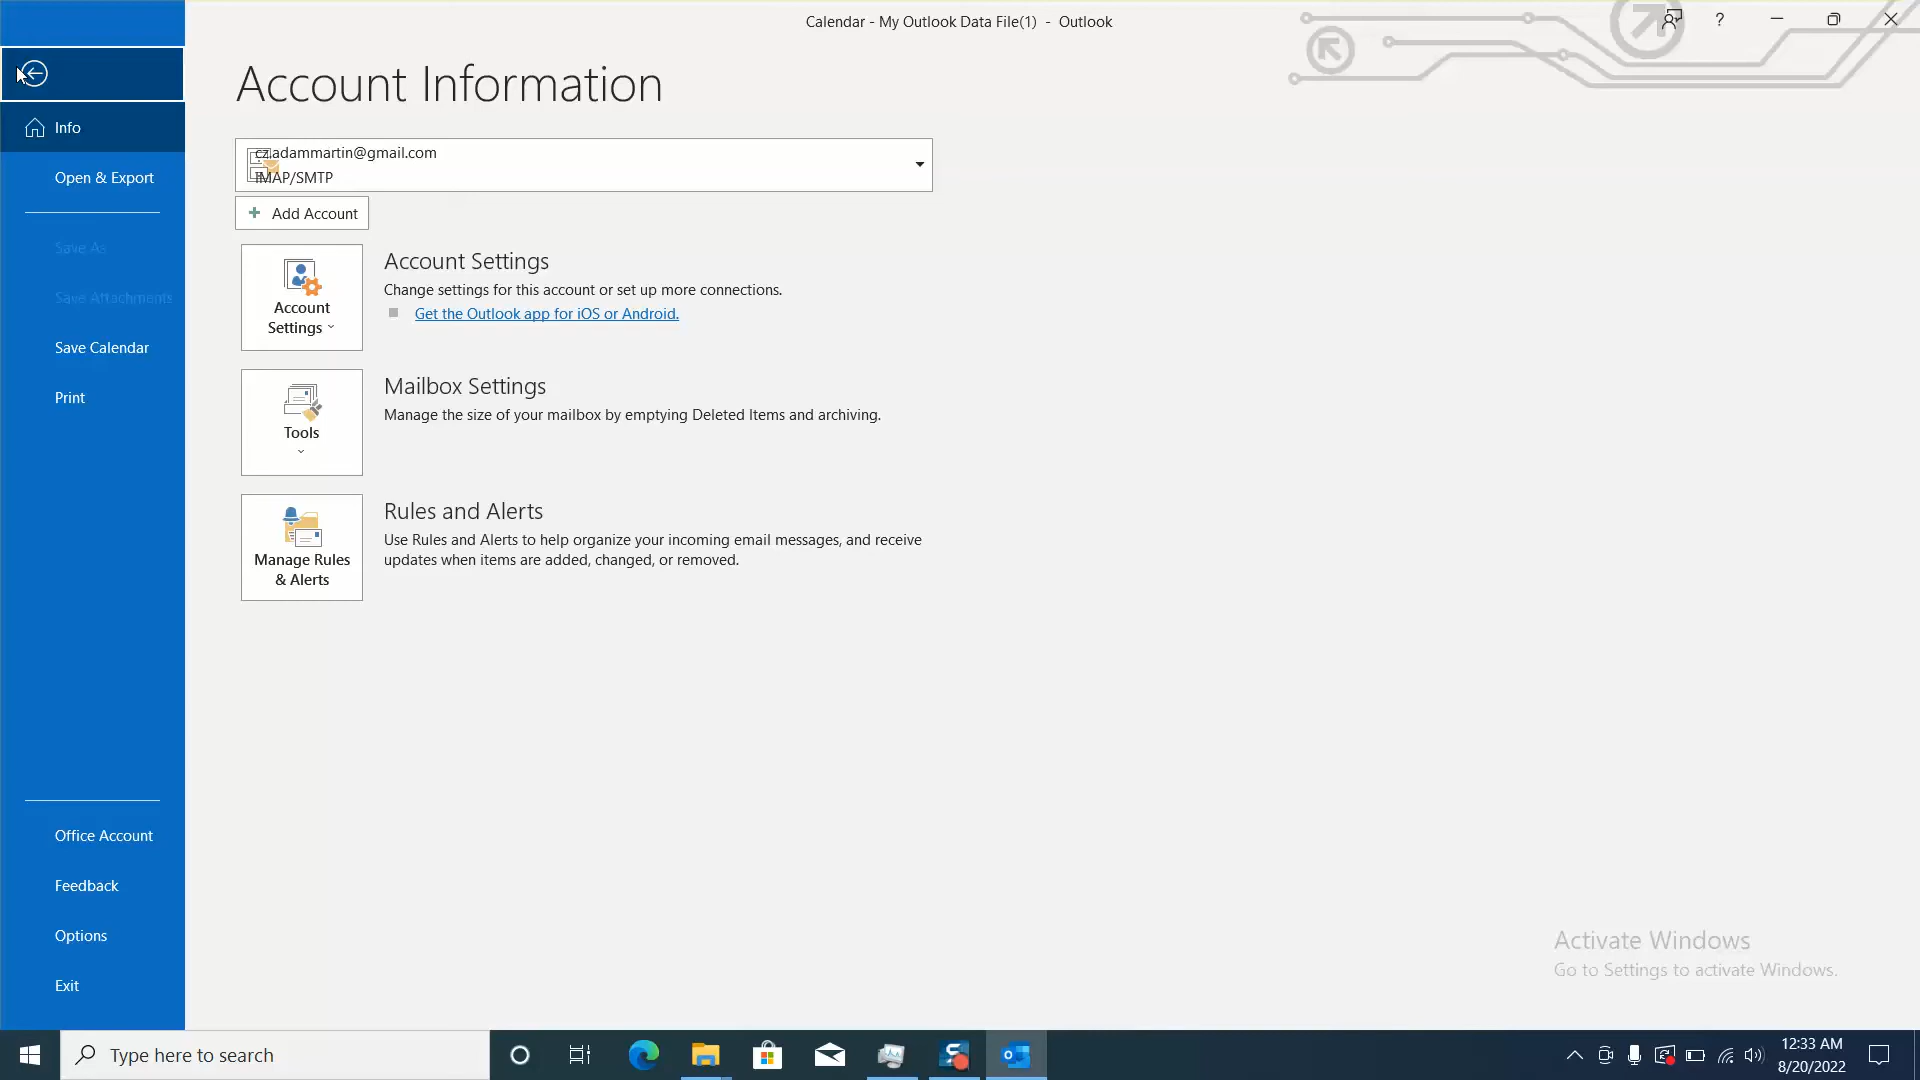 Calendar - My Outlook Data File(1) - Outlook
Account Information
Info
Open & Export
Save As
Save Attachments
Save Calendar
Print
Office Account
Feedback
Options
Exit
cz.adammartin@gmail.com
IMAP/SMTP
+ Add Account
Account
Settings
Account Settings
Change settings for this account or set up more connections.
Get the Outlook app for iOS or Android.
Tools
Mailbox Settings
Manage the size of your mailbox by emptying Deleted Items and archiving.
Manage Rules
& Alerts
Rules and Alerts
Use Rules and Alerts to help organize your incoming email messages, and receive
updates when items are added, changed, or removed.
Activate Windows
Go to Settings to activate Windows.
Type here to search
12:33 AM
8/20/2022